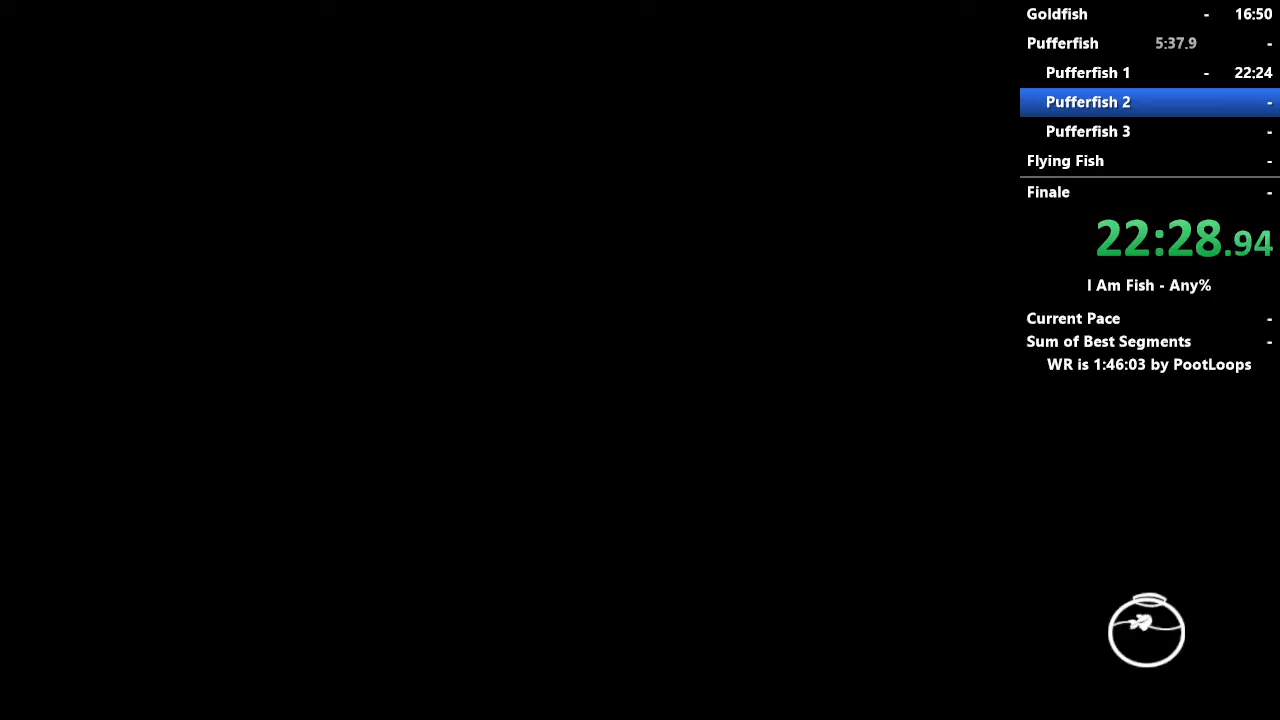 Goldfish - 16:50
Pufferfish 5:37.9 -
Pufferfish 1 - 22:24
Pufferfish 2 -
Pufferfish 3 -
Flying Fish -
Finale -
22:28.94
I Am Fish - Any%
Current Pace -
Sum of Best Segments -
WR is 1:46:03 by PootLoops